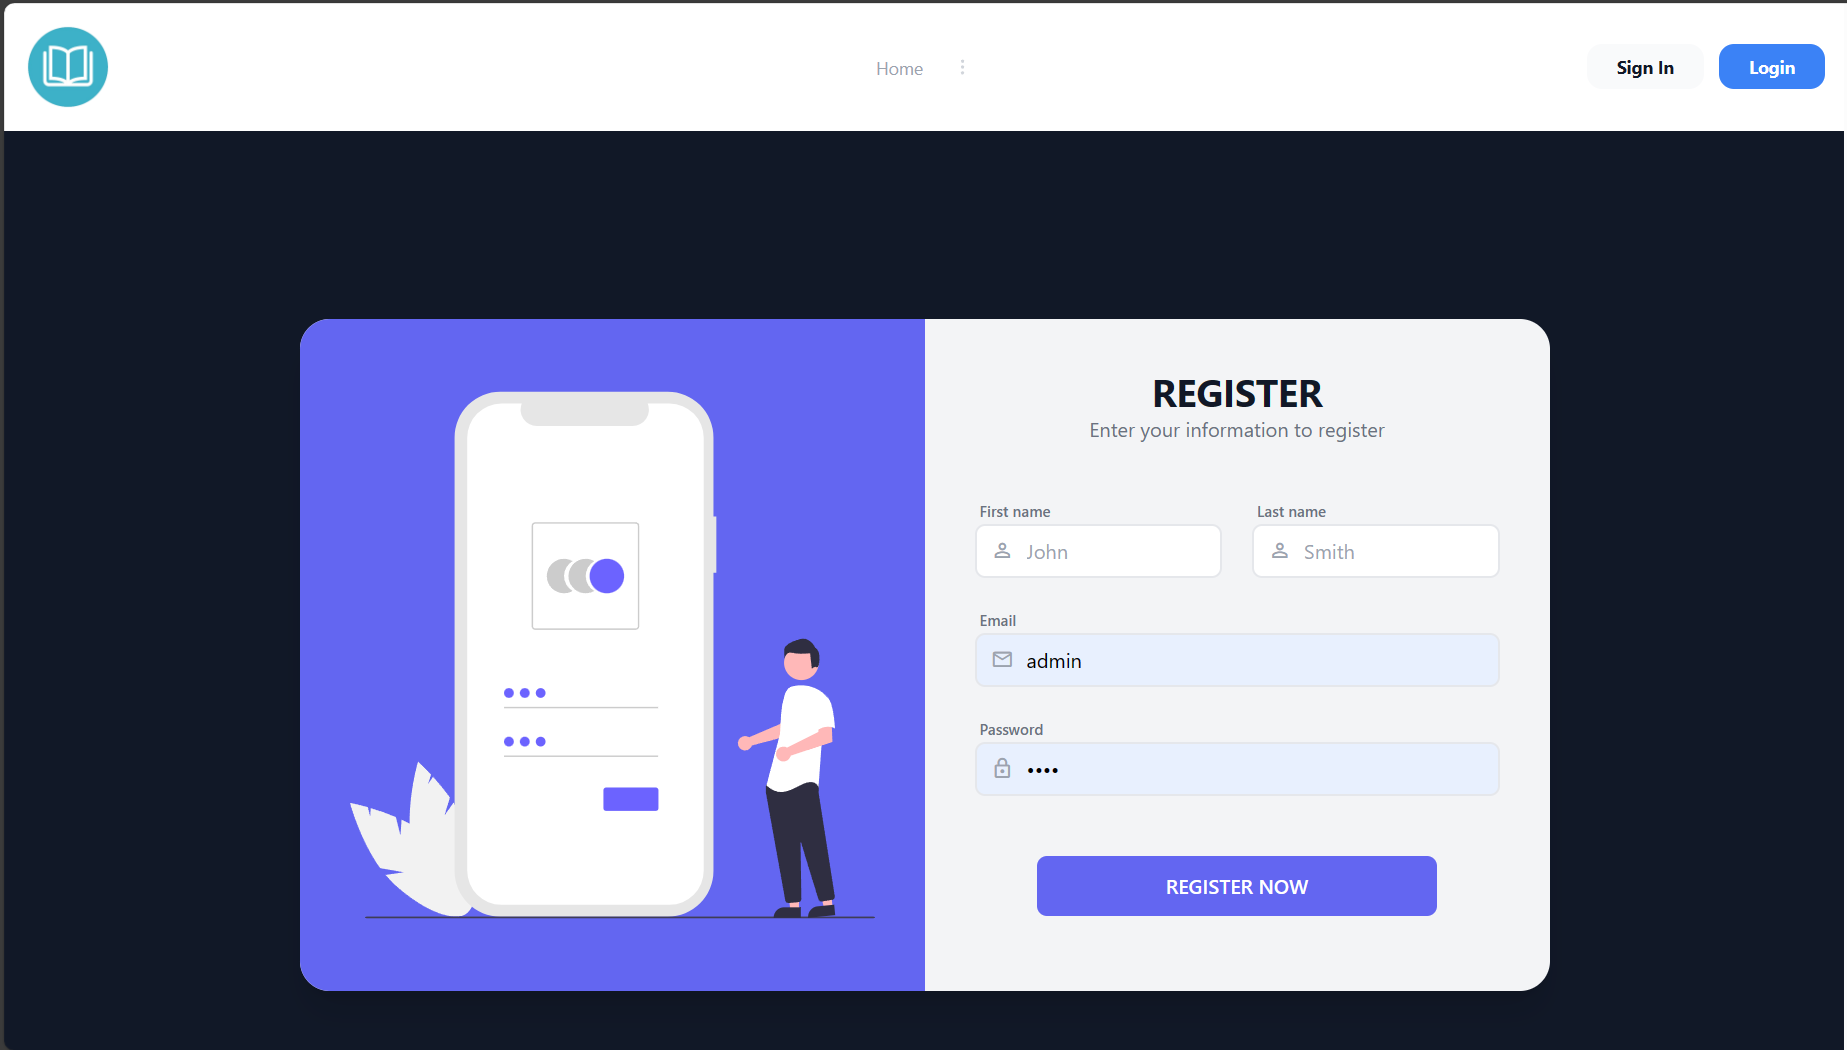 Home
Sign In
Login
REGISTER
Enter your information to register
First name
Last name
John
Smith
Email
admin
Password
••••
REGISTER NOW